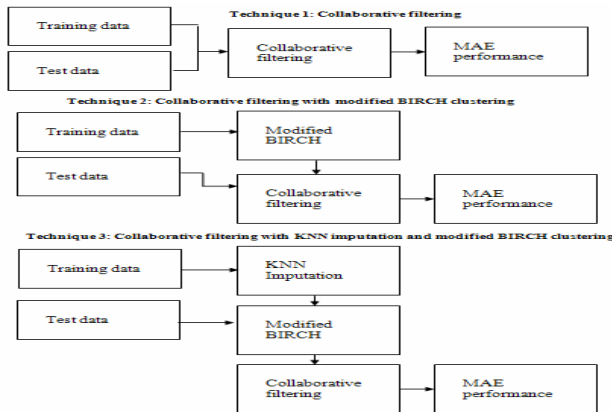 Technique 1: Collaborative filtering
Training data
Test data
Collaborative
filtering
MAE
performance
Technique 2: Collaborative filtering with modified BIRCH clustering
Training data
Modified
BIRCH
Test data
Collaborative
filtering
MAE
performance
Technique 3: Collaborative filtering with KNN imputation and modified BIRCH clustering
Training data
KNN
Imputation
Test data
Modified
BIRCH
Collaborative
filtering
MAE
performance